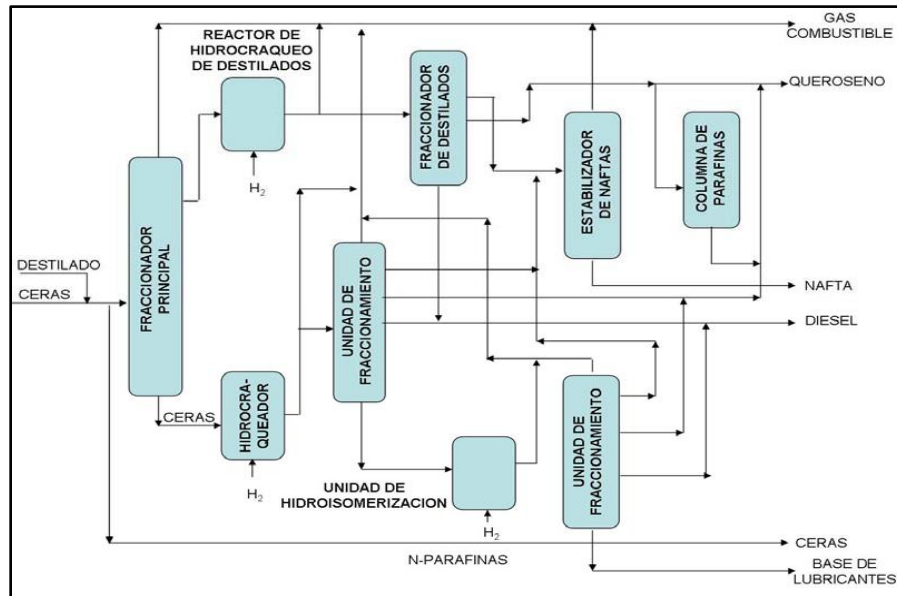 GAS
COMBUSTIBLE
REACTOR DE
HIDROCRAQUEO
DE DESTILADOS
QUEROSENO
FRACCIONADOR
DE DESTILADOS
ESTABILIZADOR
DE NAFTAS
COLUMNA DE
PARAFINAS
H2
FRACCIONADOR
PRINCIPAL
DESTILADO
CERAS
UNIDAD DE
FRACCIONAMIENTO
NAFTA
DIESEL
CERAS
HIDROCRA-
QUEADOR
H2
UNIDAD DE
HIDROISOMERIZACION
H2
UNIDAD DE
FRACCIONAMIENTO
N-PARAFINAS
CERAS
BASE DE
LUBRICANTES